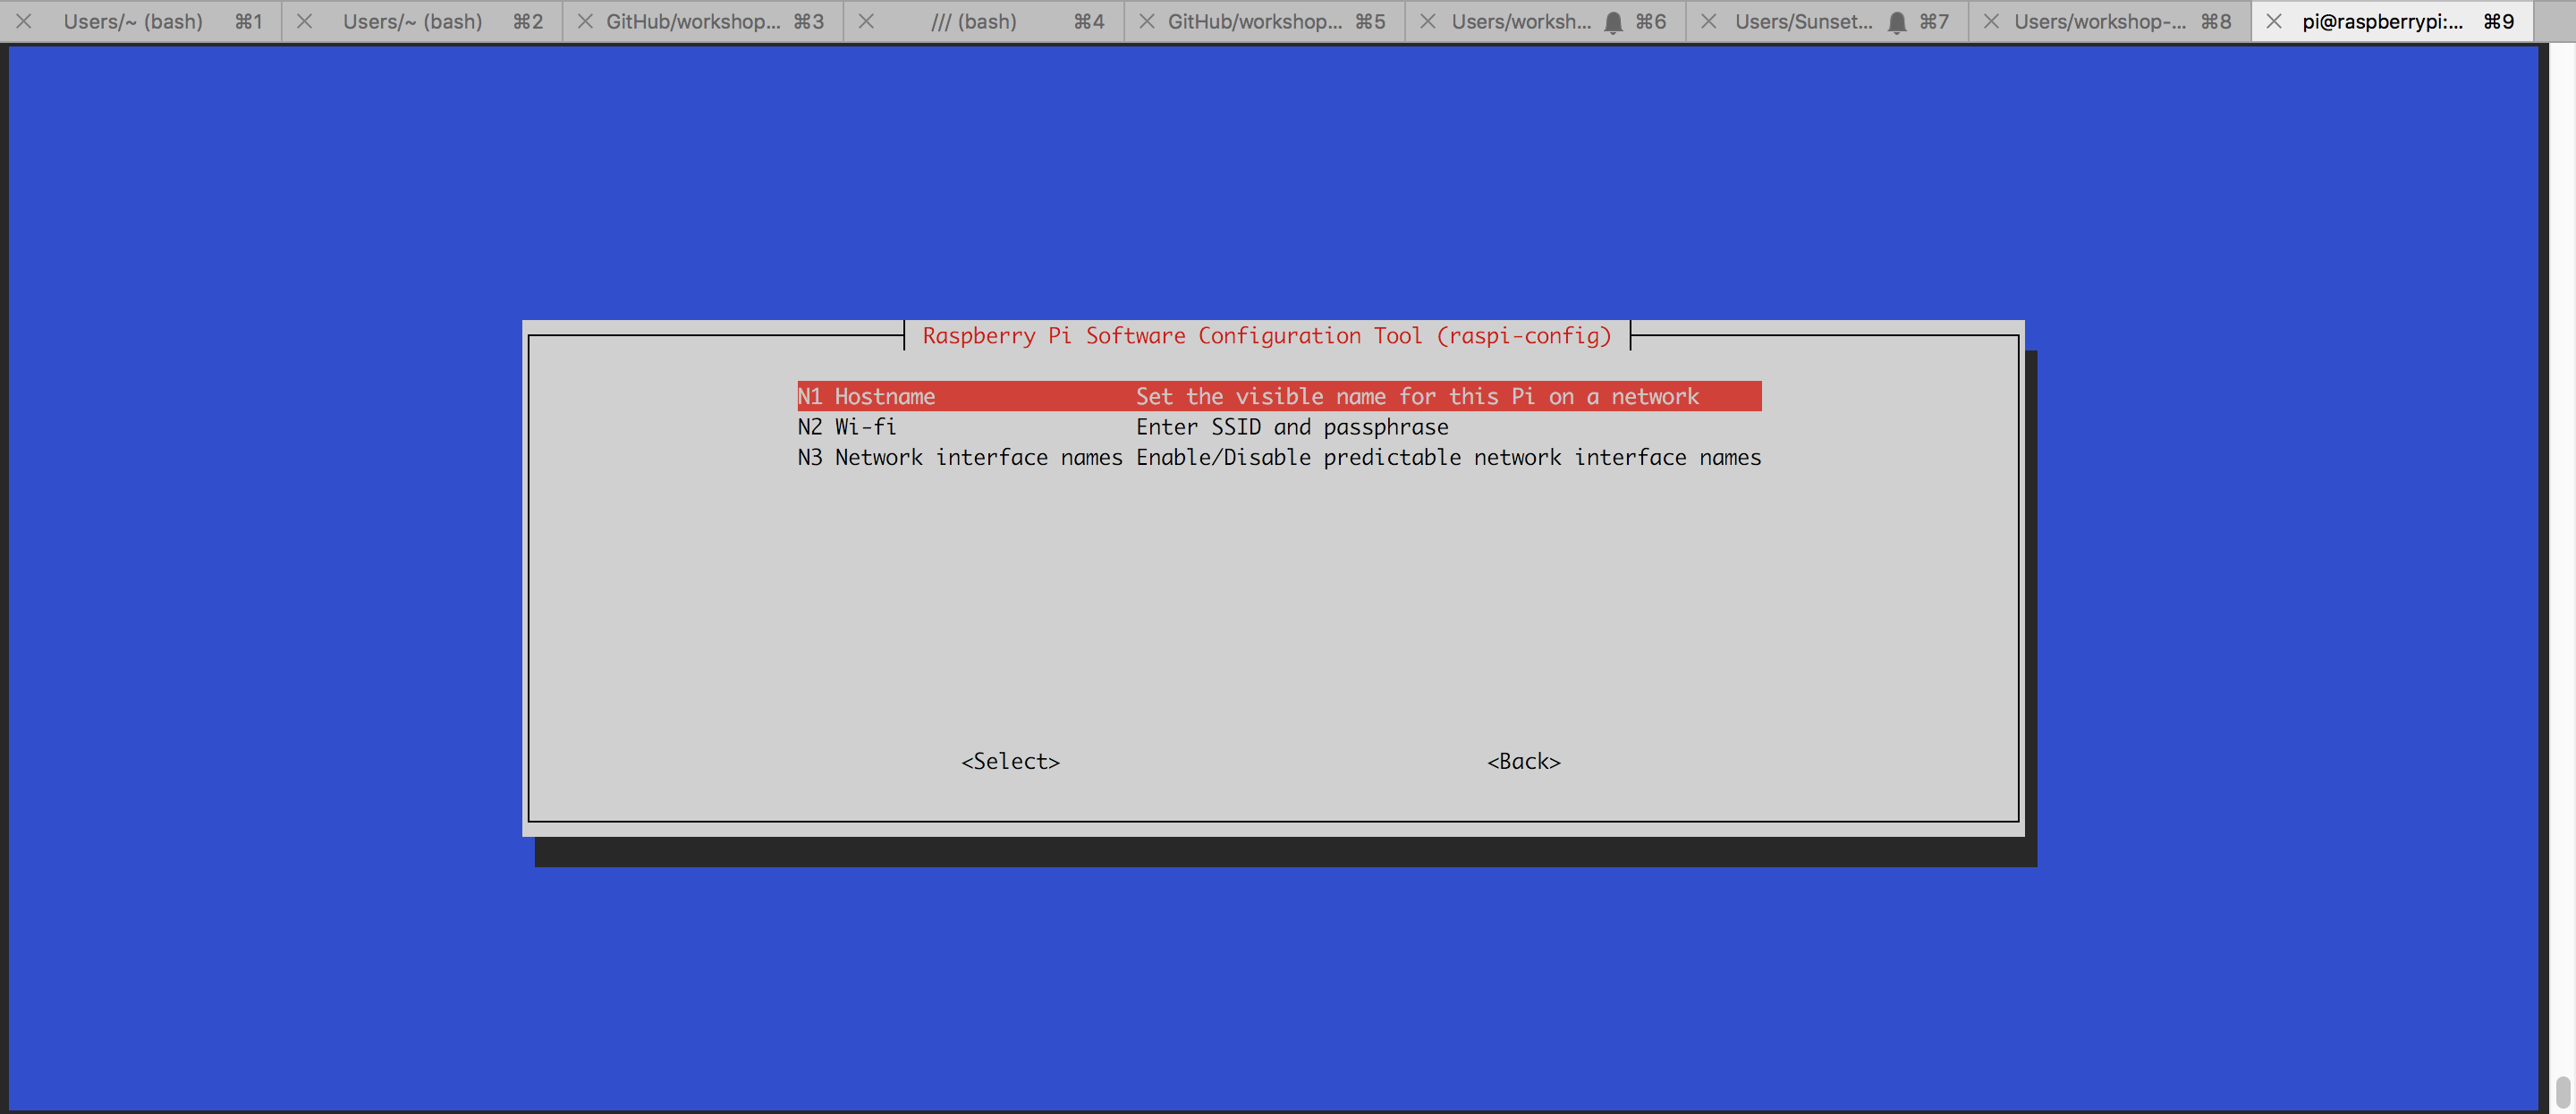 Users/~ (bash) ⌘1 Users/~ (bash) ⌘2 GitHub/workshop... ⌘3 /// (bash) ⌘4 GitHub/workshop... ⌘5 Users/worksh... ⌘6 Users/Sunset... ⌘7 Users/workshop-... ⌘8 pi@raspberrypi:... ⌘9
Raspberry Pi Software Configuration Tool (raspi-config)
N1 Hostname Set the visible name for this Pi on a network
N2 Wi-fi Enter SSID and passphrase
N3 Network interface names Enable/Disable predictable network interface names
<Select> <Back>